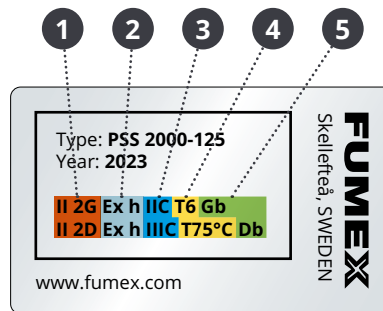 1 2 3 4 5
Type: PSS 2000-125
Year: 2023
II 2G Ex h IIC T6 Gb
II 2D Ex h IIIC T75°C Db
www.fumex.com
FUMEX
Skellefteå, SWEDEN